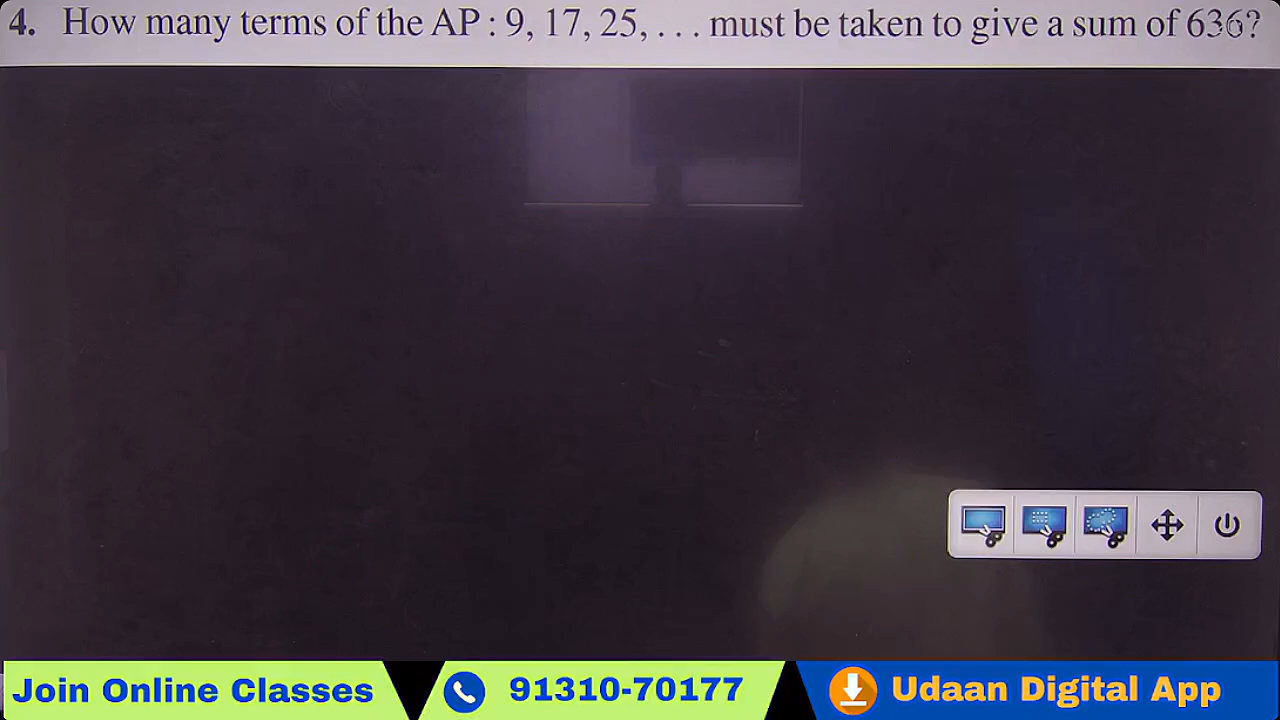 4. How many terms of the AP : 9, 17, 25, . . . must be taken to give a sum of 636?
Join Online Classes
91310-70177
Udaan Digital App